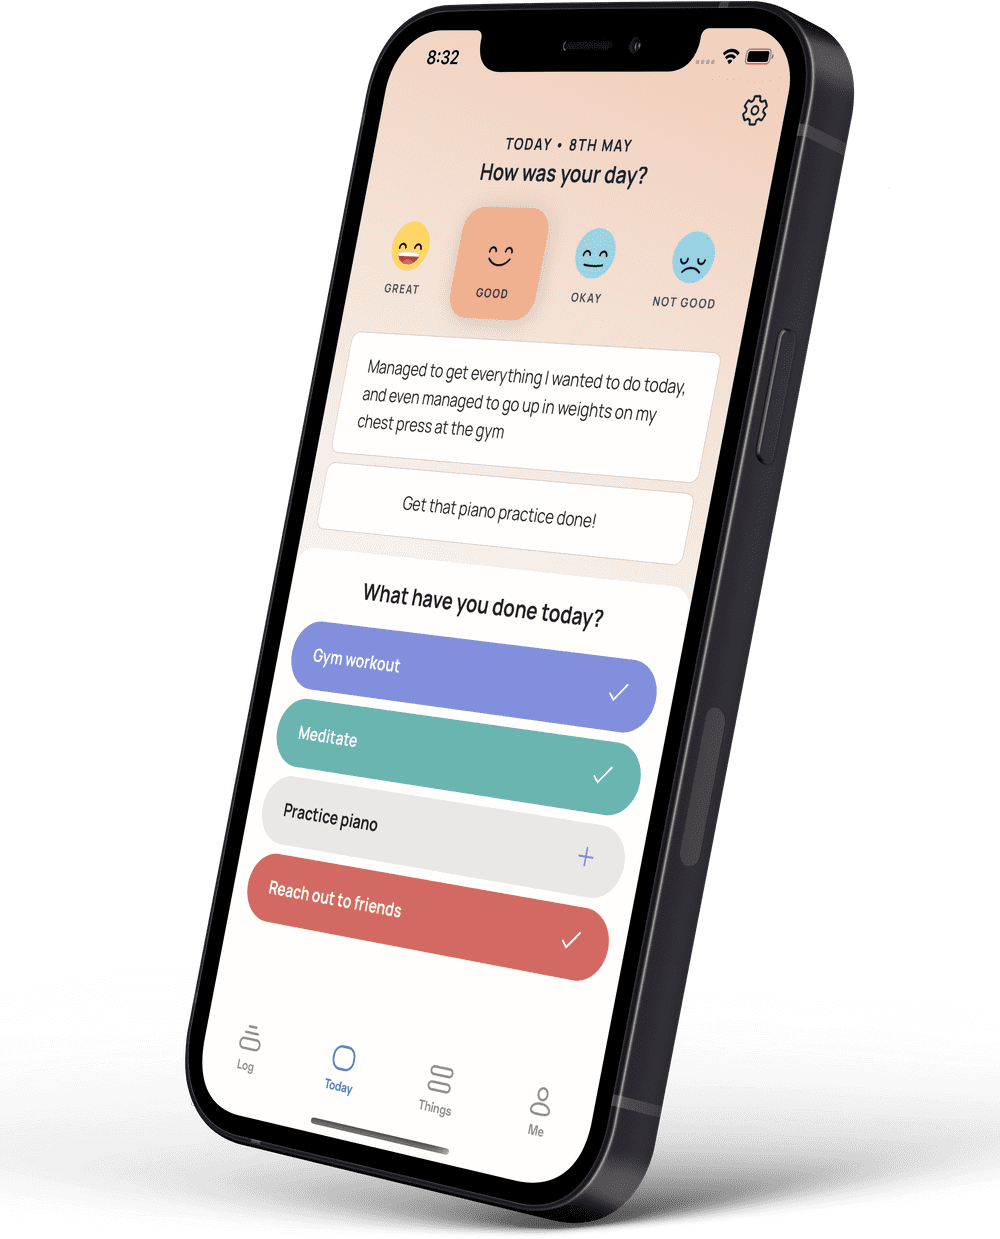 8:32
TODAY • 8TH MAY
How was your day?
GREAT
GOOD
OKAY
NOT GOOD
Managed to get everything I wanted to do today,
and even managed to go up in weights on my
chest press at the gym
Get that piano practice done!
What have you done today?
Gym workout
Meditate
Practice piano
Reach out to friends
Log
Today
Things
Me